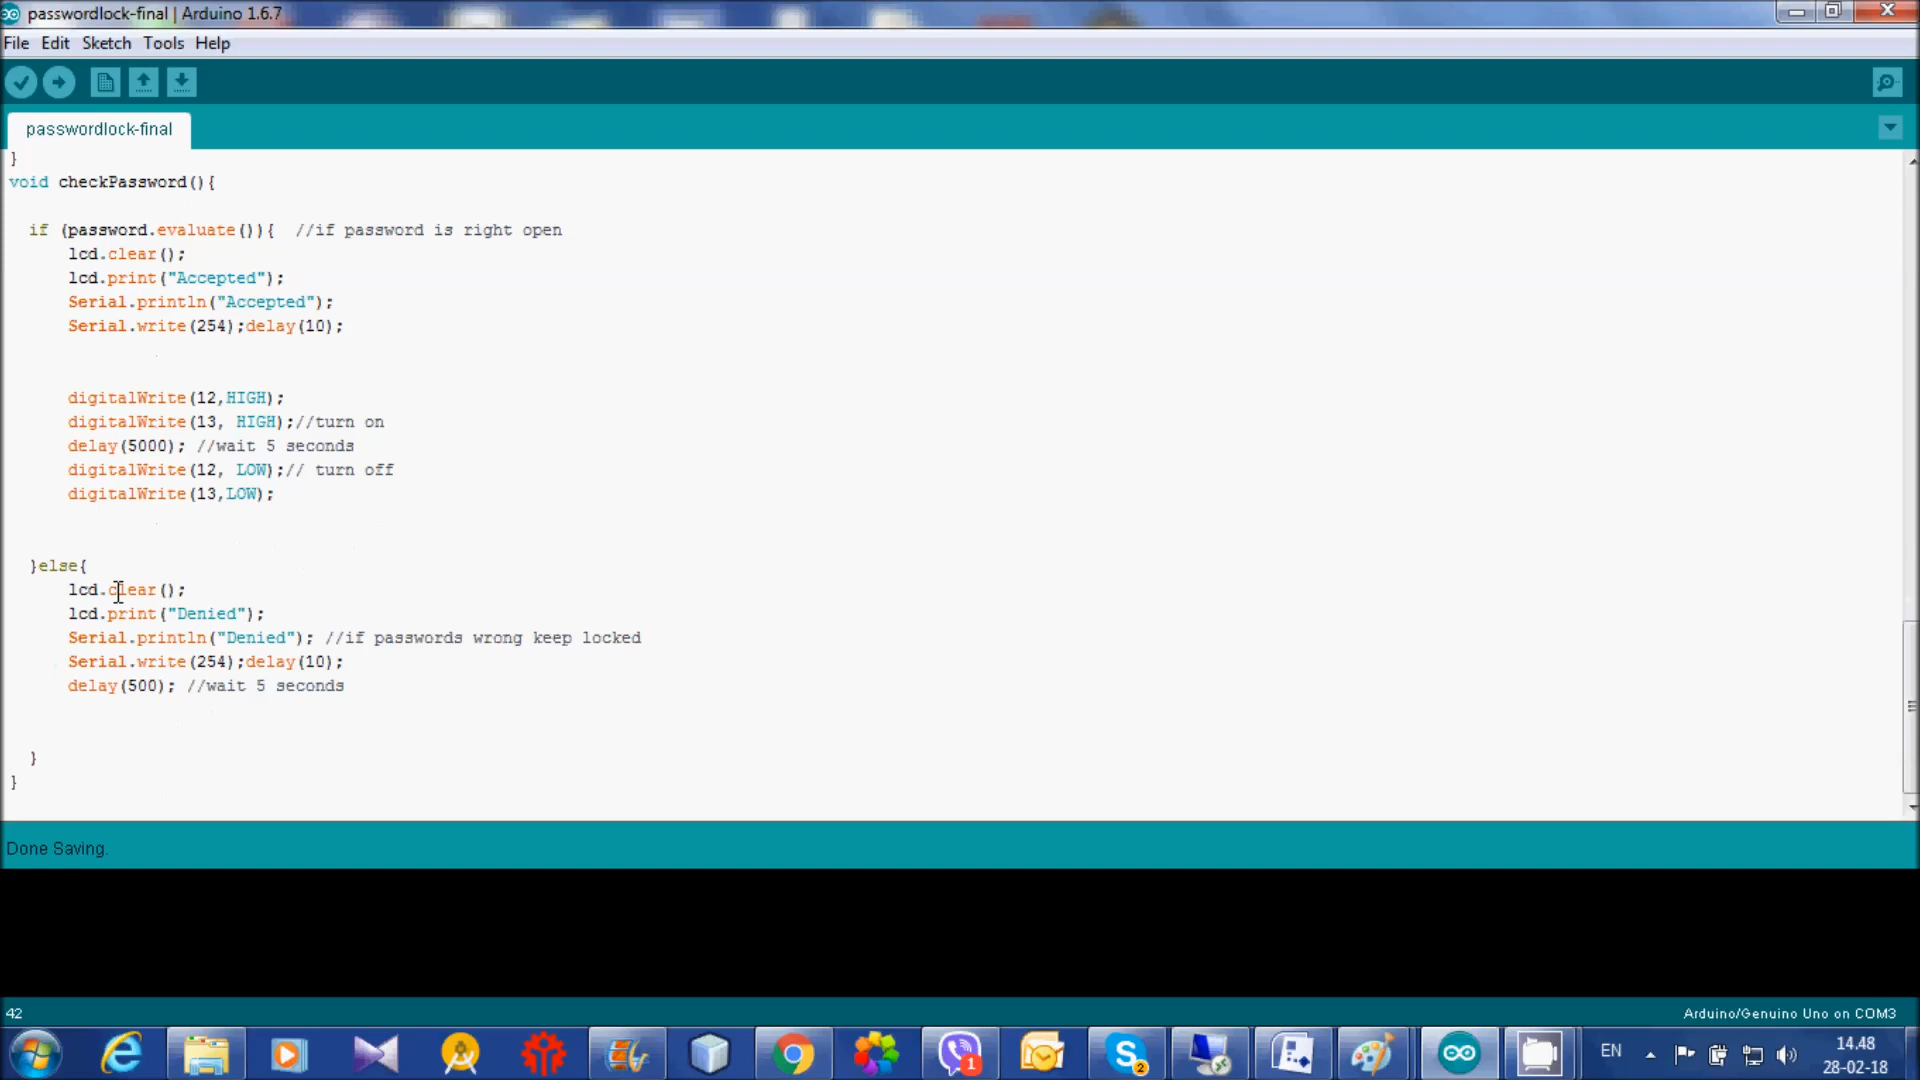 passwordlock-final | Arduino 1.6.7
File Edit Sketch Tools Help
passwordlock-final
}
void checkPassword(){
if (password.evaluate()){ //if password is right open
lcd.clear();
lcd.print("Accepted");
Serial.println("Accepted");
Serial.write(254);delay(10);
digitalWrite(12,HIGH);
digitalWrite(13, HIGH);//turn on
delay(5000); //wait 5 seconds
digitalWrite(12, LOW);// turn off
digitalWrite(13,LOW);
}else{
lcd.clear();
lcd.print("Denied");
Serial.println("Denied"); //if passwords wrong keep locked
Serial.write(254);delay(10);
delay(500); //wait 5 seconds
}
}
Done Saving.
42
Arduino/Genuino Uno on COM3
1
S
2
EN
14.48
28-02-18